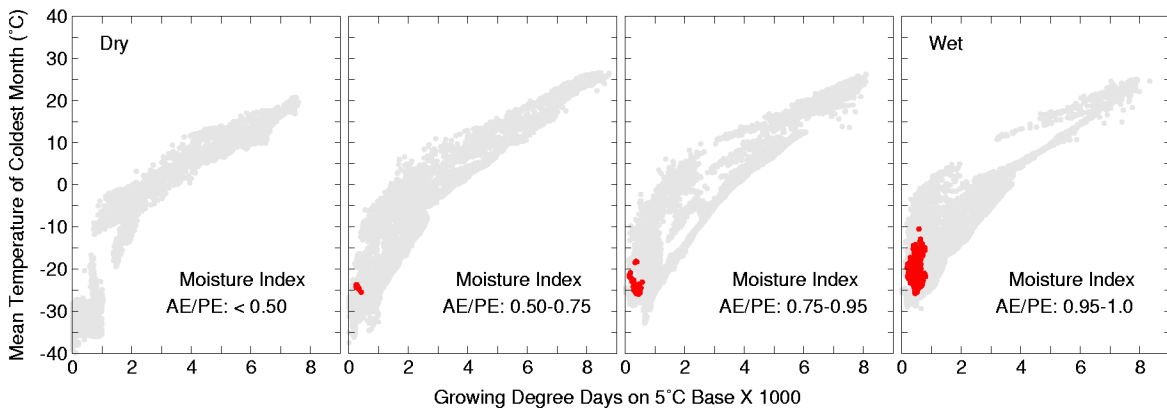 Mean Temperature of Coldest Month (°C)
40
30
20
10
0
-10
-20
-30
-40
Dry
Wet
Moisture Index
AE/PE: < 0.50
Moisture Index
AE/PE: 0.50-0.75
Moisture Index
AE/PE: 0.75-0.95
Moisture Index
AE/PE: 0.95-1.0
0 2 4 6 8
0 2 4 6 8
0 2 4 6 8
0 2 4 6 8
Growing Degree Days on 5°C Base X 1000